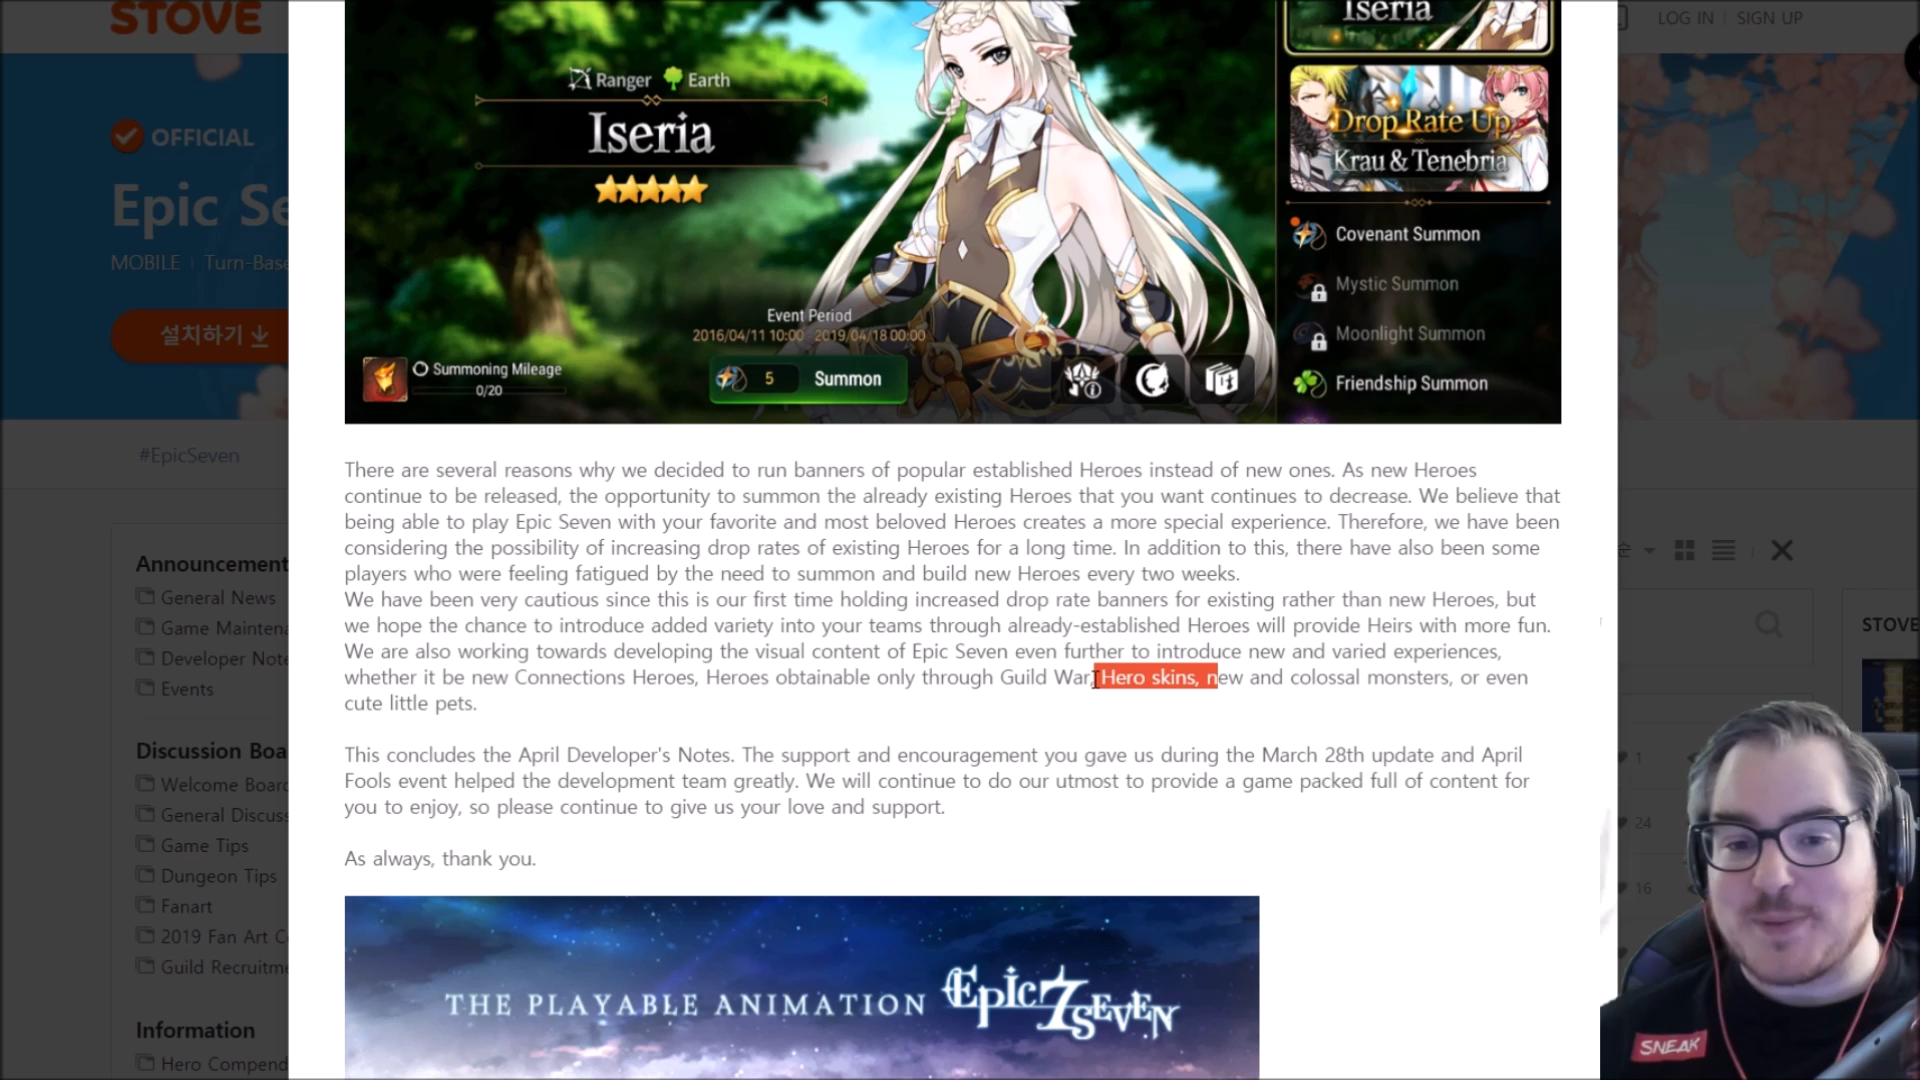 STOVE
LOG IN
SIGN UP
OFFICIAL
Epic Se
MOBILE
Turn-Base
설치하기
#EpicSeven
Announcement
General News
Game Maintena
Developer Note
Events
Discussion Boa
Welcome Board
General Discuss
Game Tips
Dungeon Tips
Fanart
2019 Fan Art C
Guild Recruitme
Information
Hero Compend
Ranger Earth
Iseria
Event Period
2016/04/11 10:00 - 2019/04/18 00:00
Summoning Mileage
0/20
5 Summon
Iseria
Drop Rate Up
Krau & Tenebria
Covenant Summon
Mystic Summon
Moonlight Summon
Friendship Summon
There are several reasons why we decided to run banners of popular established Heroes instead of new ones. As new Heroes
continue to be released, the opportunity to summon the already existing Heroes that you want continues to decrease. We believe that
being able to play Epic Seven with your favorite and most beloved Heroes creates a more special experience. Therefore, we have been
considering the possibility of increasing drop rates of existing Heroes for a long time. In addition to this, there have also been some
players who were feeling fatigued by the need to summon and build new Heroes every two weeks.
We have been very cautious since this is our first time holding increased drop rate banners for existing rather than new Heroes, but
we hope the chance to introduce added variety into your teams through already-established Heroes will provide Heirs with more fun.
We are also working towards developing the visual content of Epic Seven even further to introduce new and varied experiences,
whether it be new Connections Heroes, Heroes obtainable only through Guild War, Hero skins, new and colossal monsters, or even
cute little pets.
This concludes the April Developer's Notes. The support and encouragement you gave us during the March 28th update and April
Fools event helped the development team greatly. We will continue to do our utmost to provide a game packed full of content for
you to enjoy, so please continue to give us your love and support.
As always, thank you.
THE PLAYABLE ANIMATION Epic7 SEVEN
순
STOVE
1
24
16
SNEAK